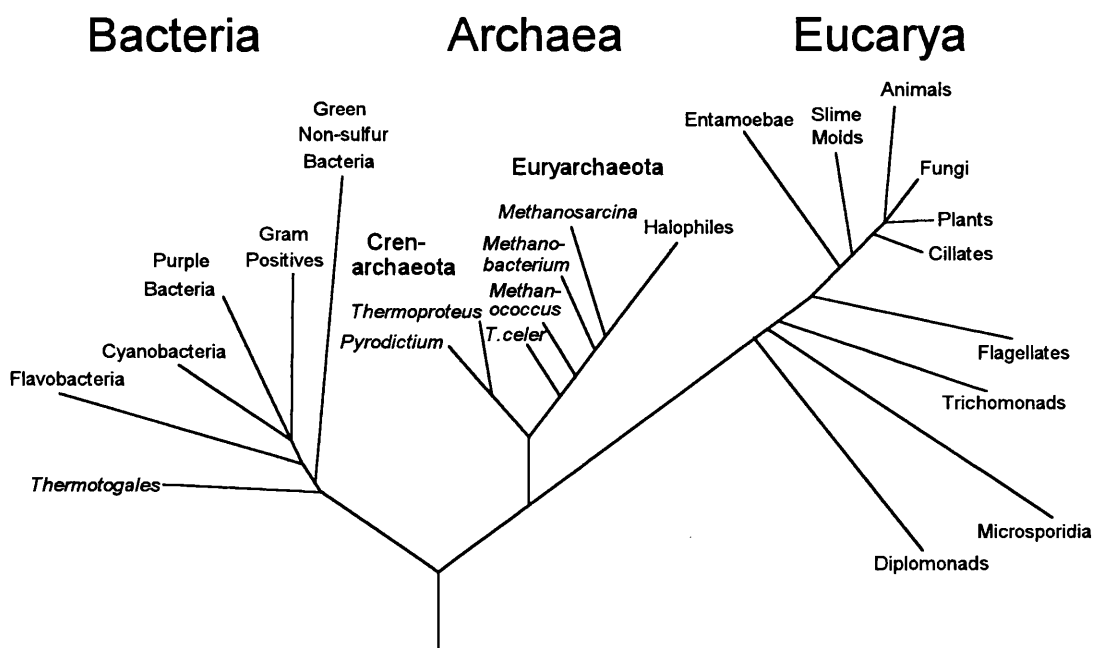 Bacteria
Archaea
Eucarya
Green
Non-sulfur
Bacteria
Gram
Positives
Purple
Bacteria
Cyanobacteria
Flavobacteria
Thermotogales
Cren-
archaeota
Thermoproteus
Pyrodictium
Euryarchaeota
Methanosarcina
Halophiles
Methano-
bacterium
Methan-
ococcus
T.celer
Entamoebae
Slime
Molds
Animals
Fungi
Plants
Cillates
Flagellates
Trichomonads
Microsporidia
Diplomonads